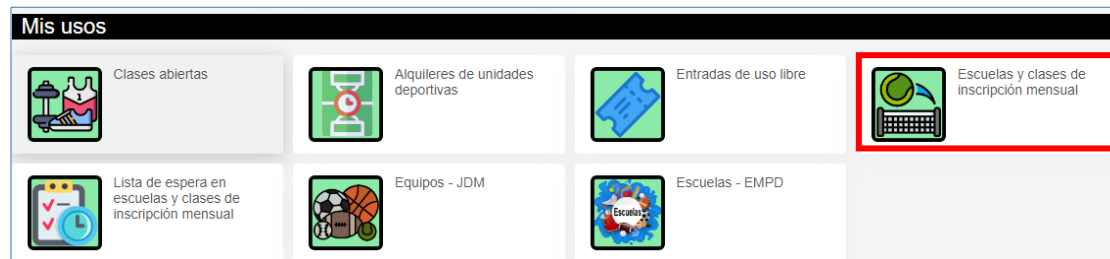 Mis usos
Clases abiertas
Alquileres de unidades
deportivas
Entradas de uso libre
Escuelas y clases de
inscripción mensual
1
Lista de espera en
escuelas y clases de
inscripción mensual
Equipos - JDM
Escuelas - EMPD
Escuelas